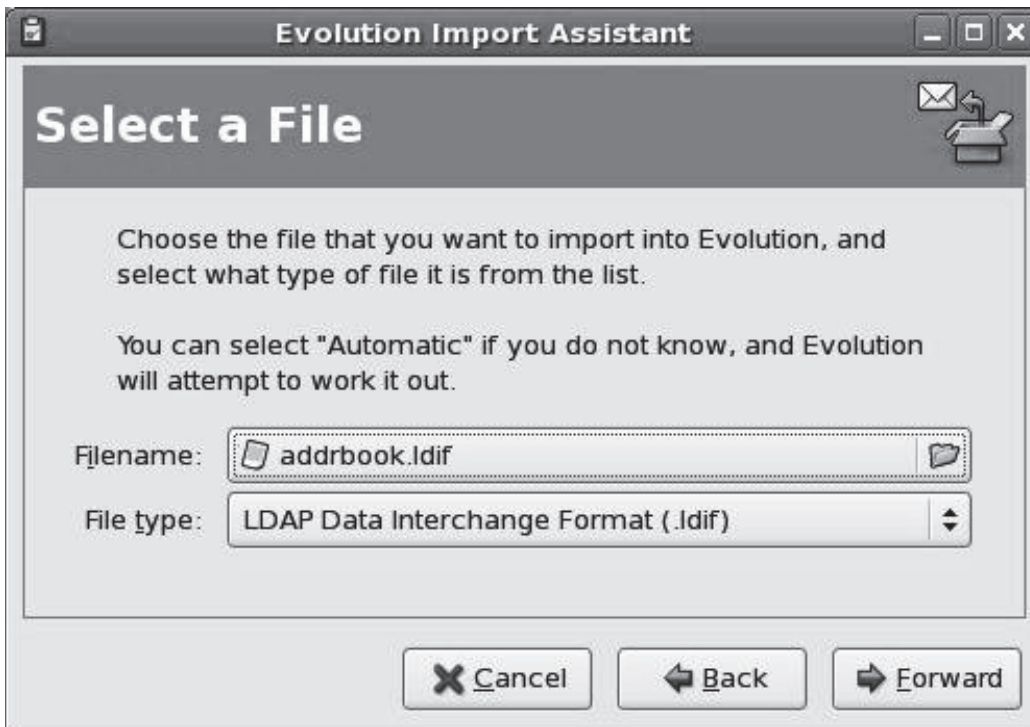 Evolution Import Assistant
Select a File
Choose the file that you want to import into Evolution, and
select what type of file it is from the list.
You can select "Automatic" if you do not know, and Evolution
will attempt to work it out.
Filename: addrbook.ldif
File type: LDAP Data Interchange Format (.ldif)
Cancel Back Forward